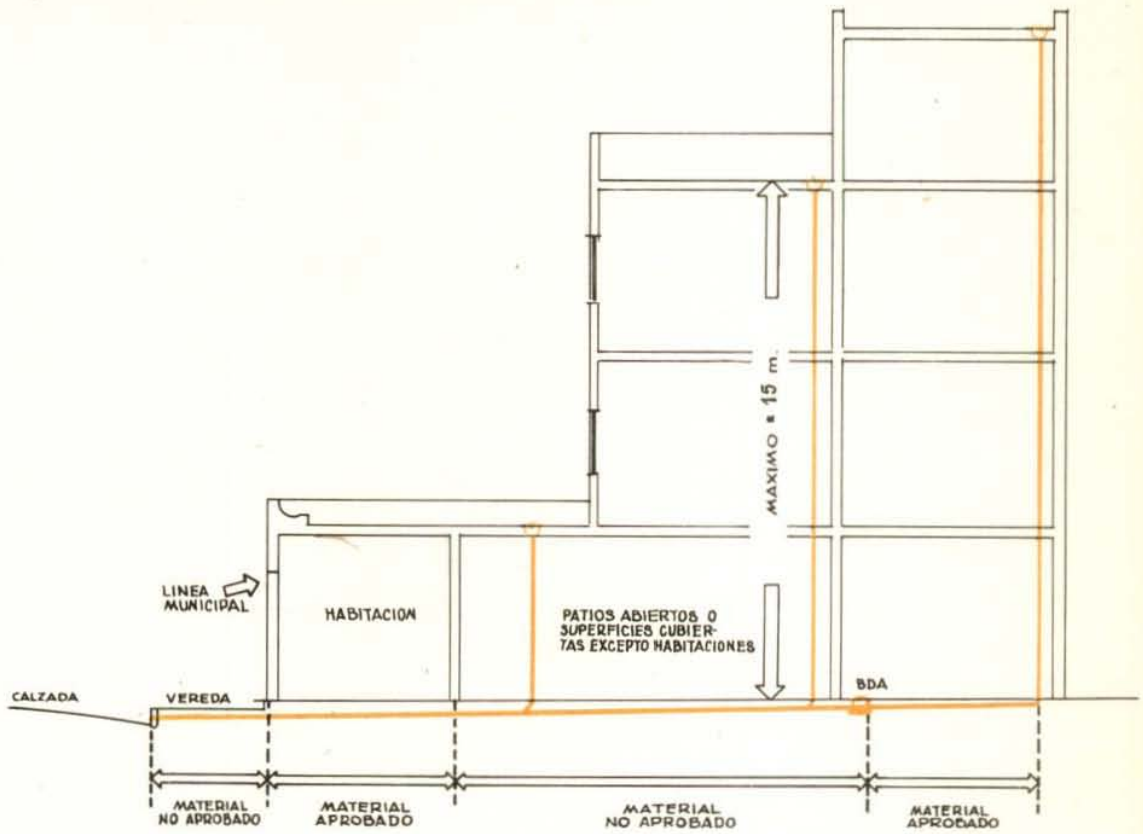 MAXIMO = 15 m.
LINEA
MUNICIPAL
HABITACION
PATIOS ABIERTOS O
SUPERFICIES CUBIER-
TAS EXCEPTO HABITACIONES
CALZADA
VEREDA
BDA
MATERIAL
NO APROBADO
MATERIAL
APROBADO
MATERIAL
NO APROBADO
MATERIAL
APROBADO